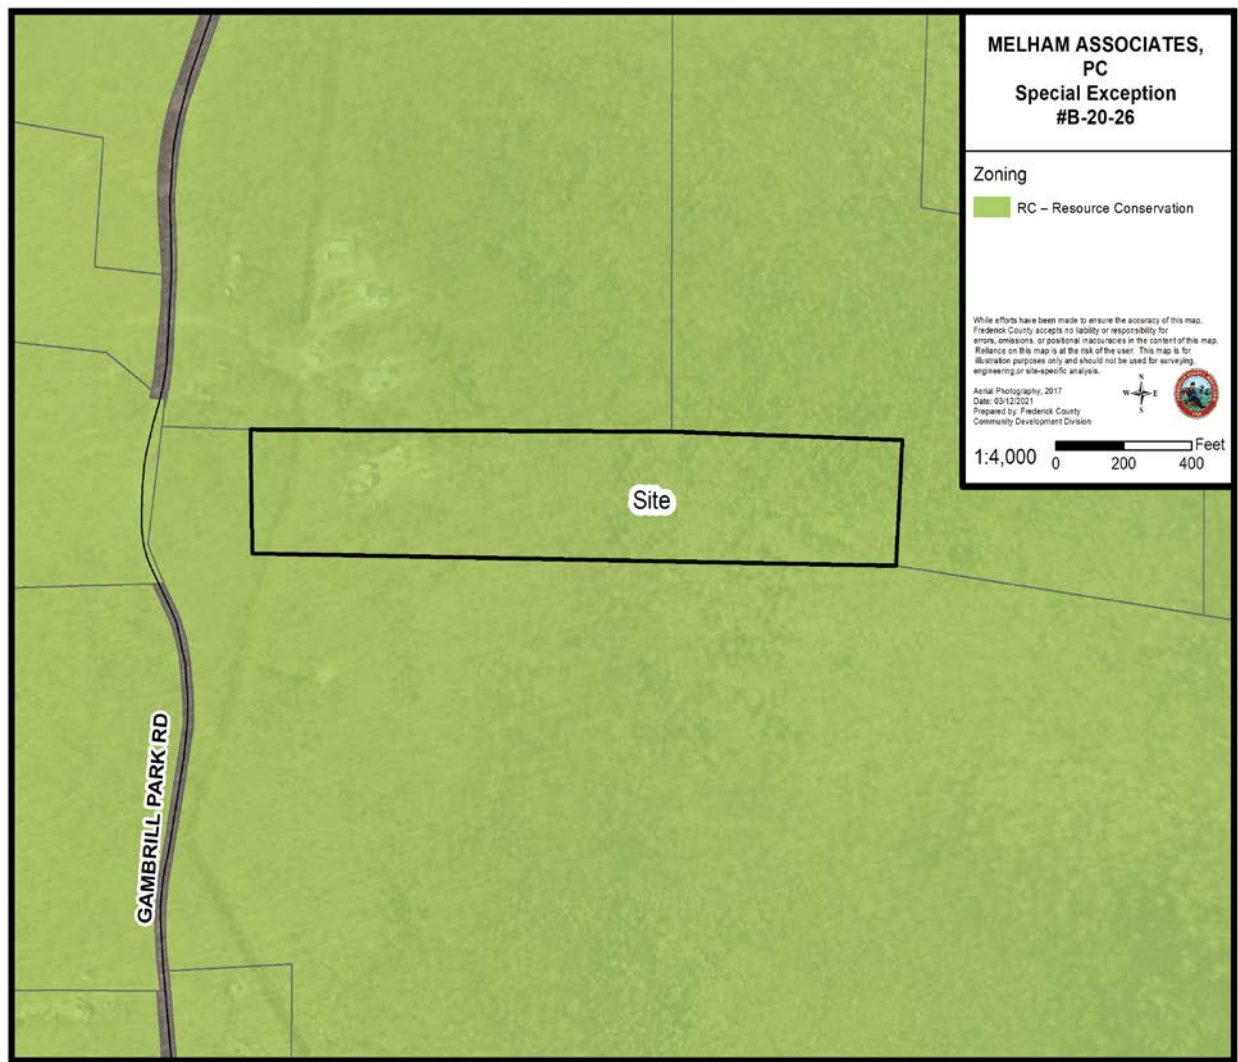 MELHAM ASSOCIATES,
PC
Special Exception
#B-20-26
Zoning
RC – Resource Conservation
While efforts have been made to ensure the accuracy of this map,
Frederick County accepts no liability or responsibility for
errors, omissions, or positional inaccuracies in the content of this map.
Reliance on this map is at the risk of the user. This map is for
illustration purposes only and should not be used for surveying,
engineering,or site-specific analysis.
Aerial Photography, 2017
Date: 03/12/2021
Prepared by: Frederick County
Community Development Division
N
W E
S
1:4,000
Feet
0 200 400
Site
GAMBRILL PARK RD